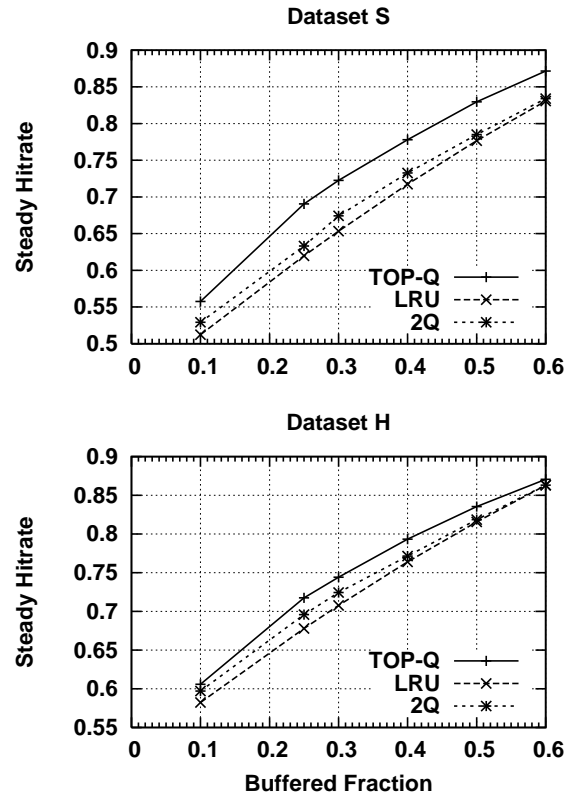 Dataset S
0.9
0.85
0.8
0.75
0.7
0.65
0.6
0.55
0.5
Steady Hitrate
TOP-Q
LRU
2Q
0 0.1 0.2 0.3 0.4 0.5 0.6
Dataset H
0.9
0.85
0.8
0.75
0.7
0.65
0.6
0.55
Steady Hitrate
TOP-Q
LRU
2Q
0 0.1 0.2 0.3 0.4 0.5 0.6
Buffered Fraction